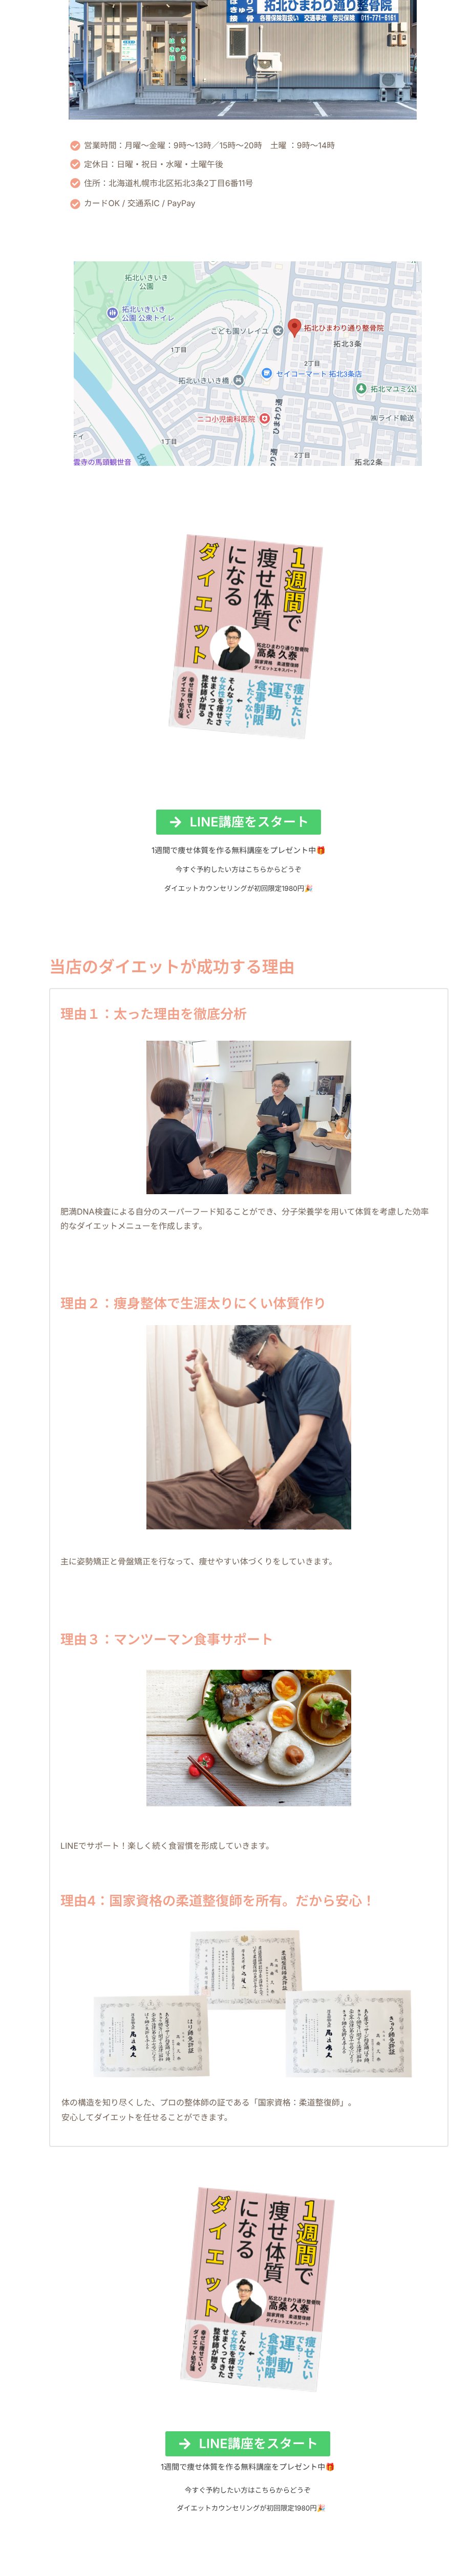 拓北ひまわり通り整骨院
各種保険取扱い 交通事故 労災保険 011-771-6161
営業時間：月曜〜金曜：9時〜13時／15時〜20時　土曜 ：9時〜14時
定休日：日曜・祝日・水曜・土曜午後
住所：北海道札幌市北区拓北3条2丁目6番11号
カードOK / 交通系IC / PayPay
拓北いきいき
公園
拓北いきいき
公園 公衆トイレ
こども園ソレイユ
拓北ひまわり通り整骨院
拓北3条
1丁目
2丁目
セイコーマート 拓北3条店
拓北いきいき橋
拓北マユミ公
ニコ小児歯科医院
ひまわり通
㈱ライド輸送
ディ
1丁目
2丁目
雲寺の馬頭観世音
拓北2条
1週間で
痩せ体質
になる
ダイエット
拓北ひまわり通り整骨院
高桑 久泰
国家資格 柔道整復師
ダイエットエキスパート
痩せたい
でも…
運動
食事制限
したくない！
そんなワガママ
な女性を痩せさ
せまくってきた
整体師が贈る
幸せに痩せていく
ダイエット処方箋
LINE講座をスタート
1週間で痩せ体質を作る無料講座をプレゼント中🎁
今すぐ予約したい方はこちらからどうぞ
ダイエットカウンセリングが初回限定1980円🎉
当店のダイエットが成功する理由
理由１：太った理由を徹底分析
肥満DNA検査による自分のスーパーフード知ることができ、分子栄養学を用いて体質を考慮した効率
的なダイエットメニューを作成します。
理由２：痩身整体で生涯太りにくい体質作り
主に姿勢矯正と骨盤矯正を行なって、痩せやすい体づくりをしていきます。
理由３：マンツーマン食事サポート
LINEでサポート！楽しく続く食習慣を形成していきます。
理由4：国家資格の柔道整復師を所有。だから安心！
柔道整復師免許証
はり師免許証
きゅう師免許証
体の構造を知り尽くした、プロの整体師の証である「国家資格：柔道整復師」。
安心してダイエットを任せることができます。
1週間で
痩せ体質
になる
ダイエット
拓北ひまわり通り整骨院
高桑 久泰
国家資格 柔道整復師
ダイエットエキスパート
痩せたい
でも…
運動
食事制限
したくない！
そんなワガママ
な女性を痩せさ
せまくってきた
整体師が贈る
幸せに痩せていく
ダイエット処方箋
LINE講座をスタート
1週間で痩せ体質を作る無料講座をプレゼント中🎁
今すぐ予約したい方はこちらからどうぞ
ダイエットカウンセリングが初回限定1980円🎉